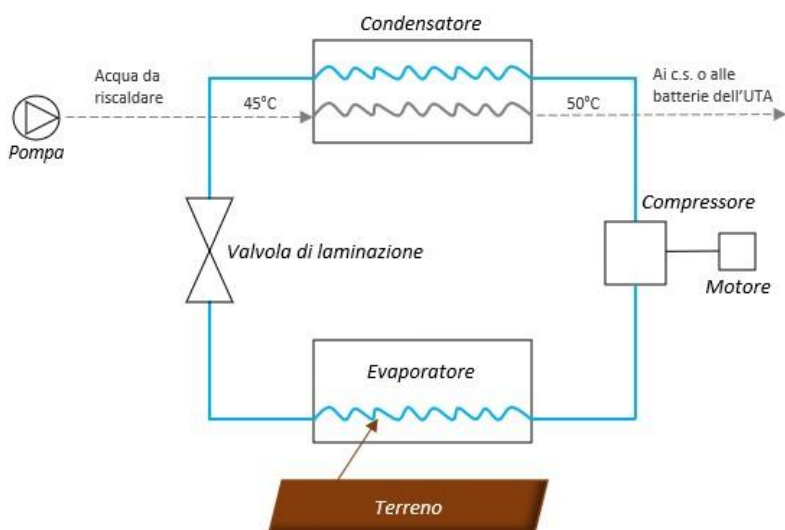 Condensatore
Acqua da
riscaldare
45°C
50°C
Ai c.s. o alle
batterie dell'UTA
Pompa
Compressore
Valvola di laminazione
Motore
Evaporatore
Terreno